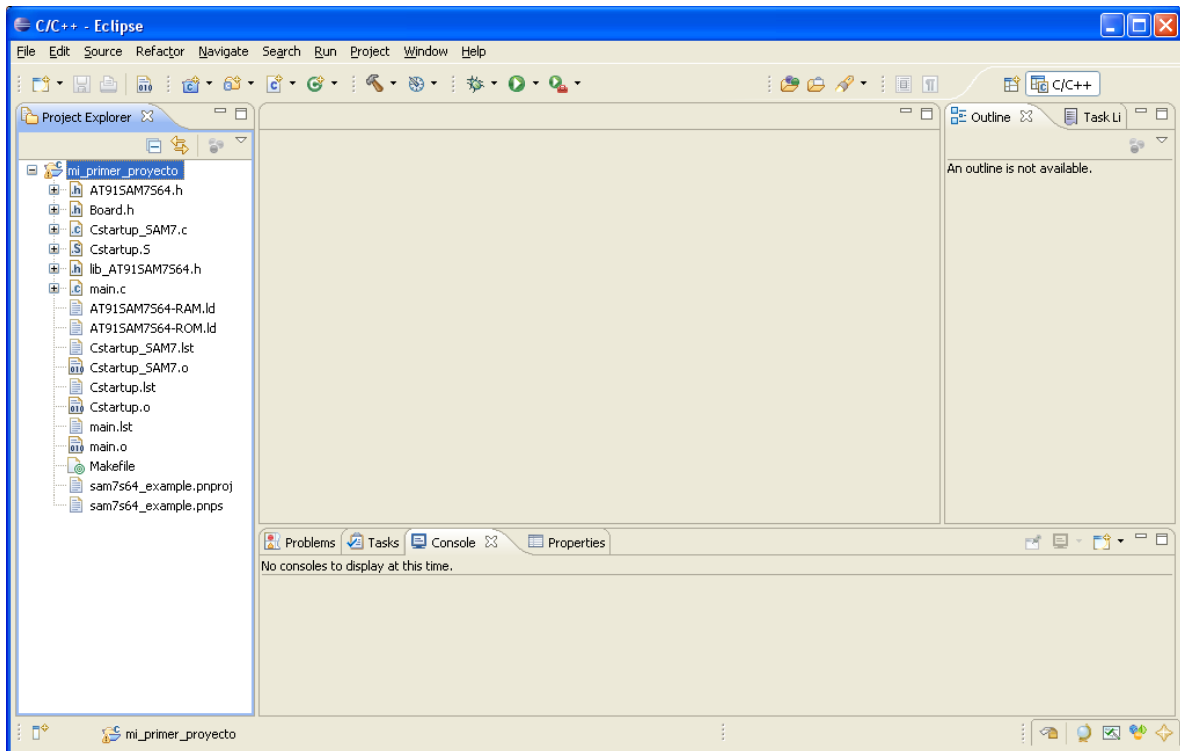 C/C++ - Eclipse
File Edit Source Refactor Navigate Search Run Project Window Help
C/C++
Project Explorer
Outline
Task Li
mi_primer_proyecto
An outline is not available.
AT91SAM7S64.h
Board.h
Cstartup_SAM7.c
Cstartup.S
lib_AT91SAM7S64.h
main.c
AT91SAM7S64-RAM.ld
AT91SAM7S64-ROM.ld
Cstartup_SAM7.lst
Cstartup_SAM7.o
Cstartup.lst
Cstartup.o
main.lst
main.o
Makefile
sam7s64_example.pnproj
sam7s64_example.pnps
Problems Tasks Console Properties
No consoles to display at this time.
mi_primer_proyecto